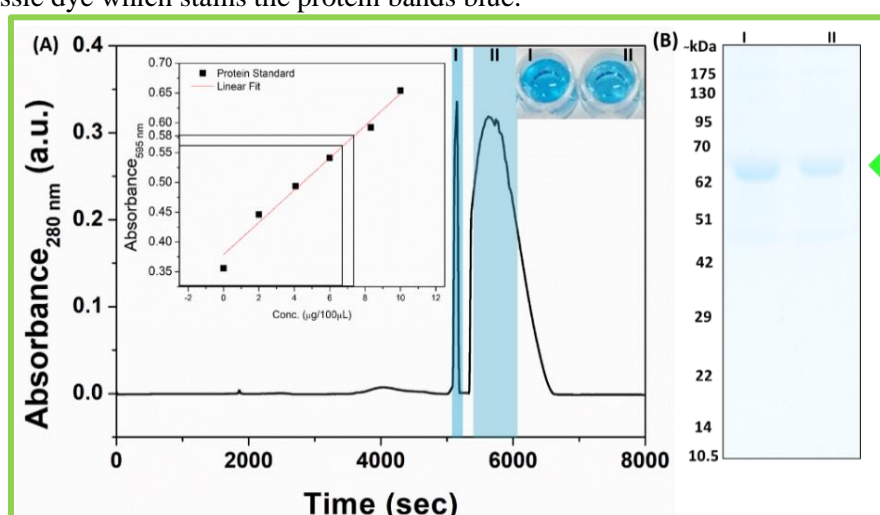 ssie dye which stains the protein bands blue.
(A)
I II I II
0.4
0.3
0.2
0.1
0.0
Absorbance280 nm (a.u.)
0 2000 4000 6000 8000
Time (sec)
Protein Standard
Linear Fit
0.70
0.65
0.60
0.58
0.55
0.50
0.45
0.40
0.35
Absorbance595 nm
-2 0 2 4 6 8 10 12
Conc. (µg/100µL)
(B)
I II
~kDa
175
130
95
70
62
51
42
29
22
14
10.5